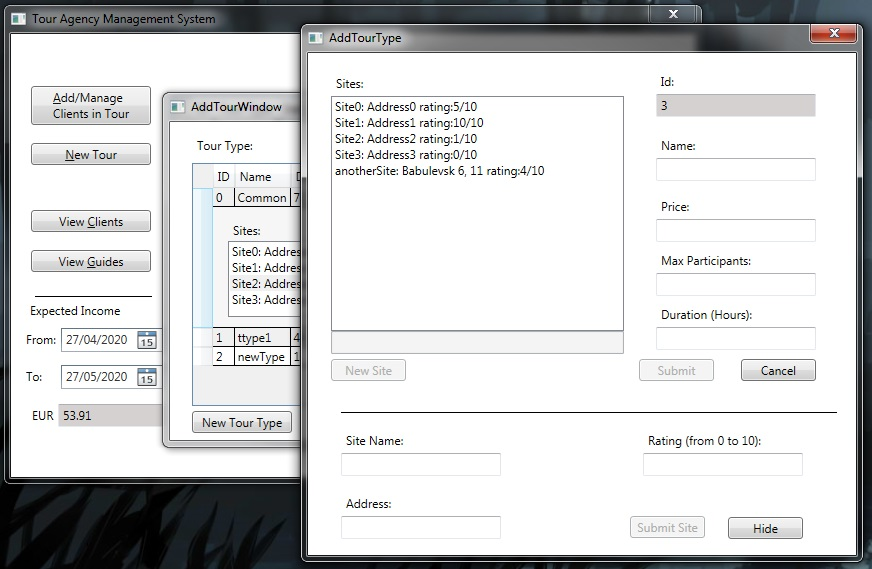 Tour Agency Management System
Add/Manage
Clients in Tour
New Tour
View Clients
View Guides
Expected Income
From: 27/04/2020 15
To: 27/05/2020 15
EUR 53.91
AddTourWindow
Tour Type:
ID Name D
0 Common 7
Sites:
Site0: Addres
Site1: Addres
Site2: Addres
Site3: Addres
1 ttype1 4
2 newType 1
New Tour Type
AddTourType
Sites:
Site0: Address0 rating:5/10
Site1: Address1 rating:10/10
Site2: Address2 rating:1/10
Site3: Address3 rating:0/10
anotherSite: Babulevsk 6, 11 rating:4/10
New Site
Id:
3
Name:
Price:
Max Participants:
Duration (Hours):
Submit Cancel
Site Name:
Rating (from 0 to 10):
Address:
Submit Site Hide